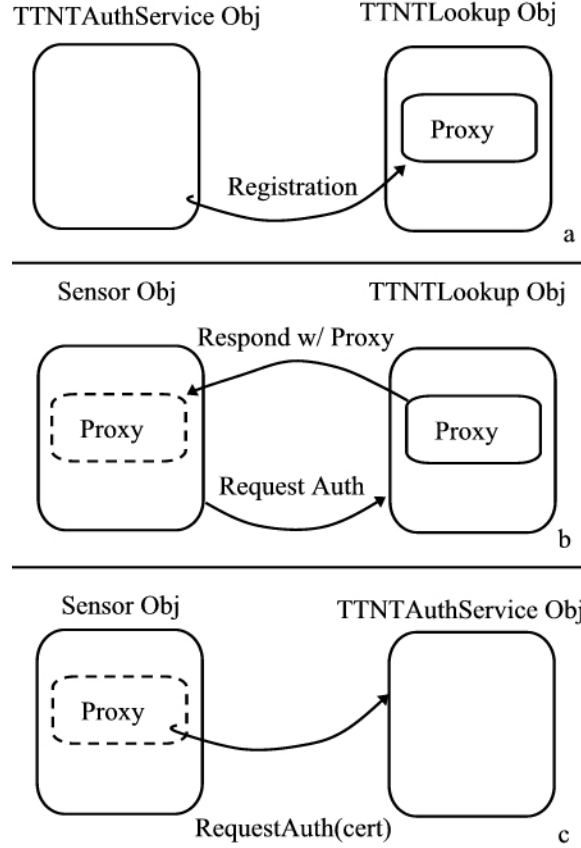 TTNTAuthService Obj
TTNTLookup Obj
Proxy
Registration
a
Sensor Obj
TTNTLookup Obj
Respond w/ Proxy
Proxy
Proxy
Request Auth
b
Sensor Obj
TTNTAuthService Obj
Proxy
RequestAuth(cert)
c